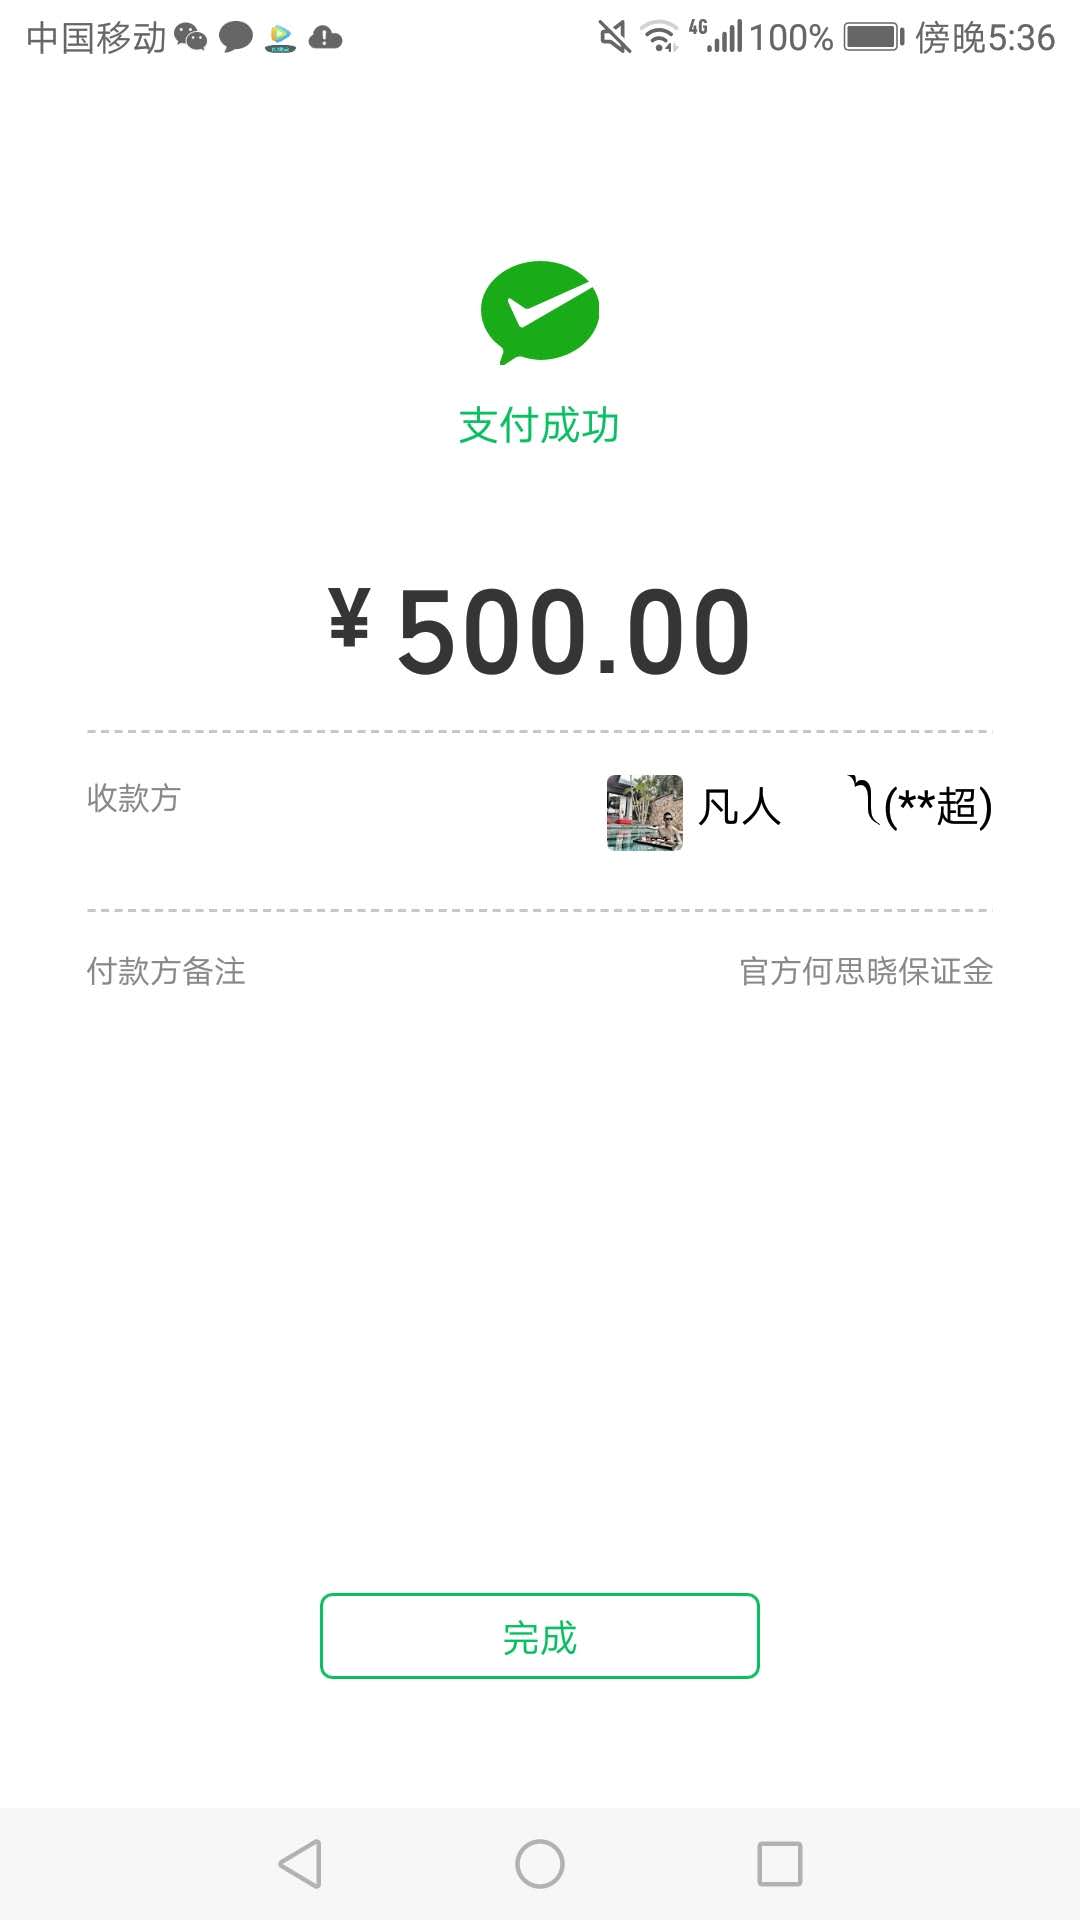 中国移动 4G 100% 傍晚5:36
支付成功
¥500.00
收款方 凡人 (**超)
付款方备注 官方何思晓保证金
完成